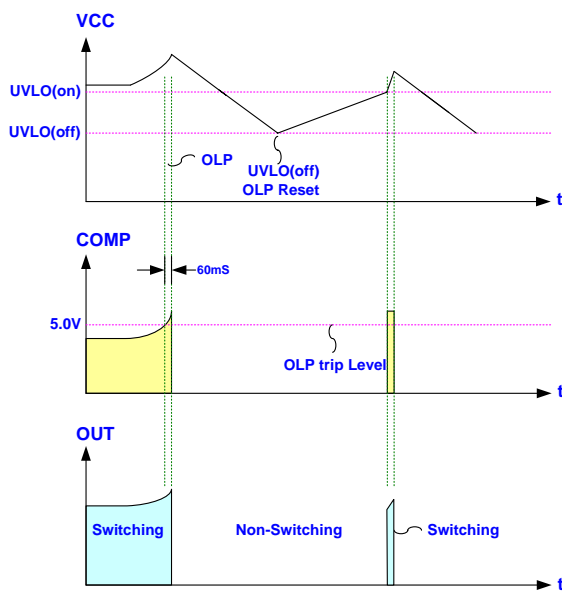 VCC
UVLO(on)
UVLO(off)
OLP
UVLO(off)
OLP Reset
t
COMP
60mS
5.0V
OLP trip Level
t
OUT
Switching
Non-Switching
Switching
t